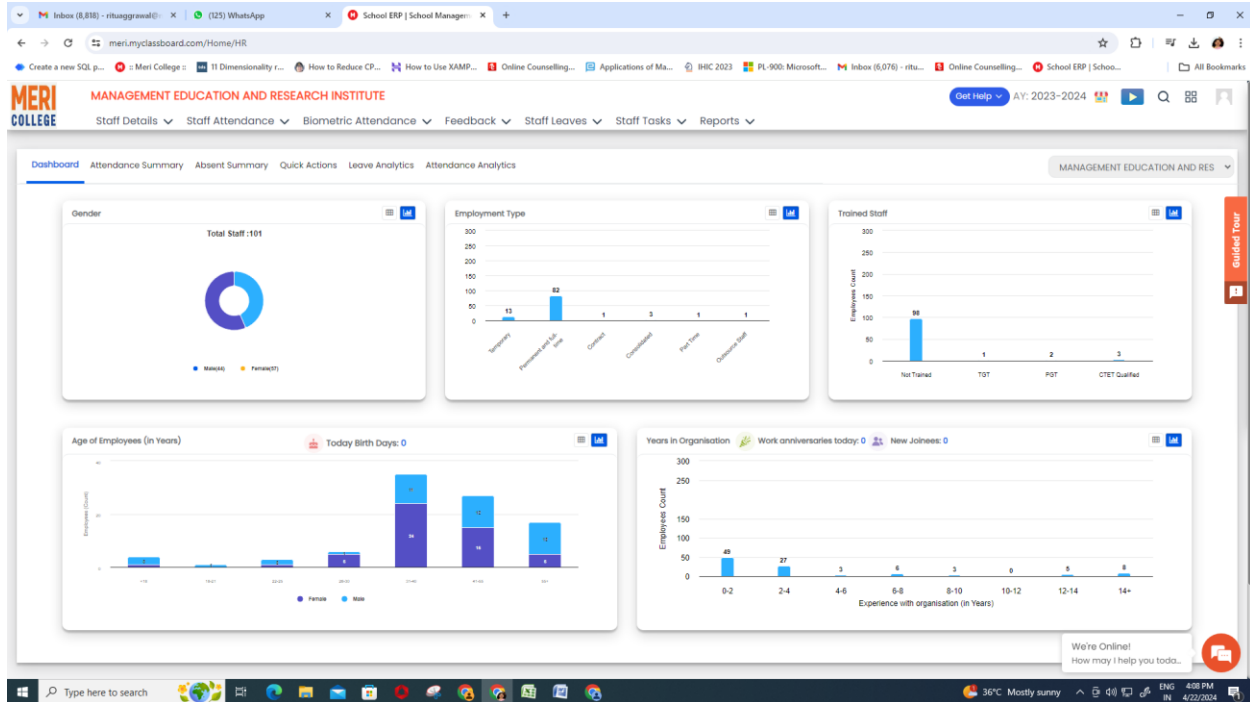 Inbox (8,818) - rituaggrawal@
(125) WhatsApp
School ERP | School Managem
meri.myclassboard.com/Home/HR
Create a new SQL p...
:: Meri College ::
11 Dimensionality r...
How to Reduce CP...
How to Use XAMP...
Online Counselling...
Applications of Ma...
IHIC 2023
PL-900: Microsoft...
Inbox (6,076) - ritu...
Online Counselling...
School ERP | Schoo...
All Bookmarks
MERI COLLEGE
MANAGEMENT EDUCATION AND RESEARCH INSTITUTE
Get Help
AY: 2023-2024
Staff Details
Staff Attendance
Biometric Attendance
Feedback
Staff Leaves
Staff Tasks
Reports
Dashboard
Attendance Summary
Absent Summary
Quick Actions
Leave Analytics
Attendance Analytics
MANAGEMENT EDUCATION AND RES
Guided Tour
Gender
Total Staff :101
Male(44)
Female(57)
Employment Type
300
250
200
150
100
50
0
13
82
1
3
1
1
Temporary
Permanent and full-time
Contract
Consolidated
Part Time
Outsource Staff
Trained Staff
Employees Count
300
250
200
150
100
50
0
1
2
3
Not Trained
TGT
PGT
CTET Qualified
Age of Employees (in Years)
Today Birth Days: 0
Employees (Count)
40
20
0
31-40
Female
Male
Years in Organisation
Work anniversaries today: 0
New Joinees: 0
Employees Count
300
250
150
100
50
0
49
27
3
6
3
0
5
8
0-2
2-4
4-6
6-8
8-10
10-12
12-14
14+
Experience with organisation (in Years)
We're Online!
How may I help you toda...
Type here to search
36°C Mostly sunny
ENG
IN
4:08 PM
4/22/2024